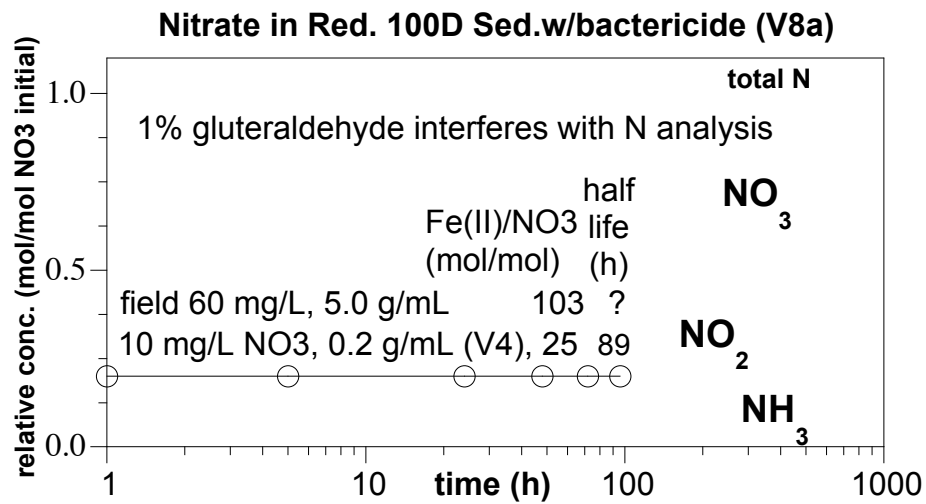 Nitrate in Red. 100D Sed.w/bactericide (V8a)
relative conc. (mol/mol NO3 initial)
1.0
0.5
0.0
total N
1% gluteraldehyde interferes with N analysis
half
life
(h)
Fe(II)/NO3
(mol/mol)
NO3
field 60 mg/L, 5.0 g/mL 103 ?
10 mg/L NO3, 0.2 g/mL (V4), 25 89
NO2
NH3
1 10 100 1000
time (h)